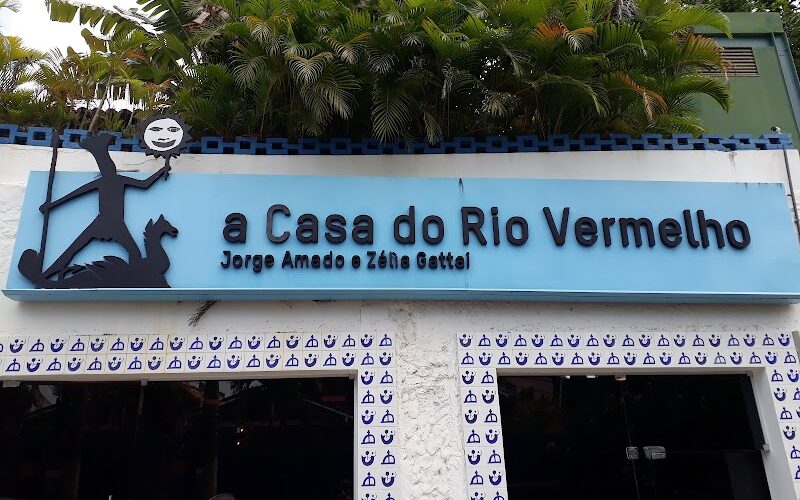 a Casa do Rio Vermelho
Jorge Amado e Zélia Gattai